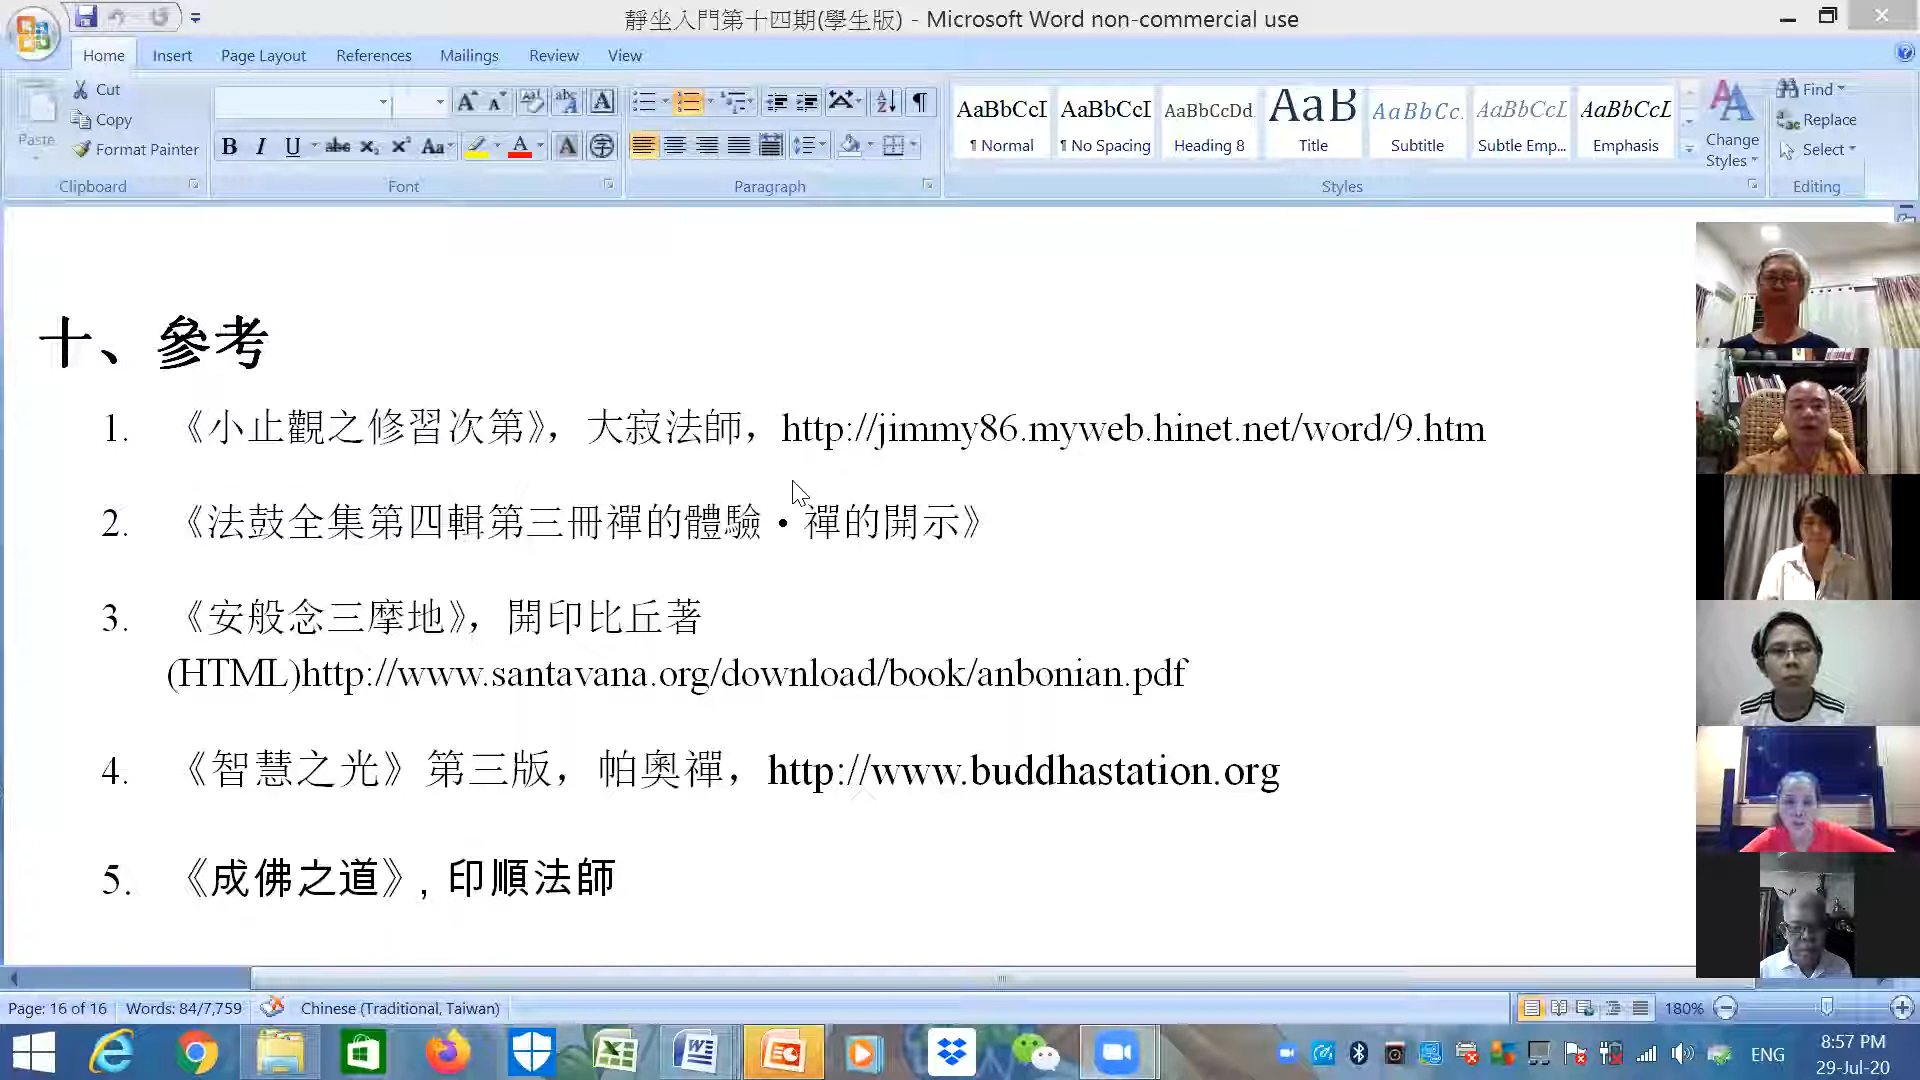 靜坐入門第十四期(學生版) - Microsoft Word non-commercial use
Home Insert Page Layout References Mailings Review View
Paste
Cut
Copy
Format Painter
Clipboard
Font
Paragraph
AaBbCcI AaBbCcI AaBbCcDd AaB AaBbCc. AaBbCcL AaBbCcL
¶ Normal ¶ No Spacing Heading 8 Title Subtitle Subtle Emp... Emphasis
Change
Styles
Styles
Find
Replace
Select
Editing
十、參考
1. 《小止觀之修習次第》，大寂法師，http://jimmy86.myweb.hinet.net/word/9.htm
2. 《法鼓全集第四輯第三冊禪的體驗・禪的開示》
3. 《安般念三摩地》，開印比丘著
(HTML)http://www.santavana.org/download/book/anbonian.pdf
4. 《智慧之光》第三版，帕奧禪，http://www.buddhastation.org
5. 《成佛之道》, 印順法師
Page: 16 of 16 Words: 84/7,759 Chinese (Traditional, Taiwan) 180%
ENG
8:57 PM
29-Jul-20